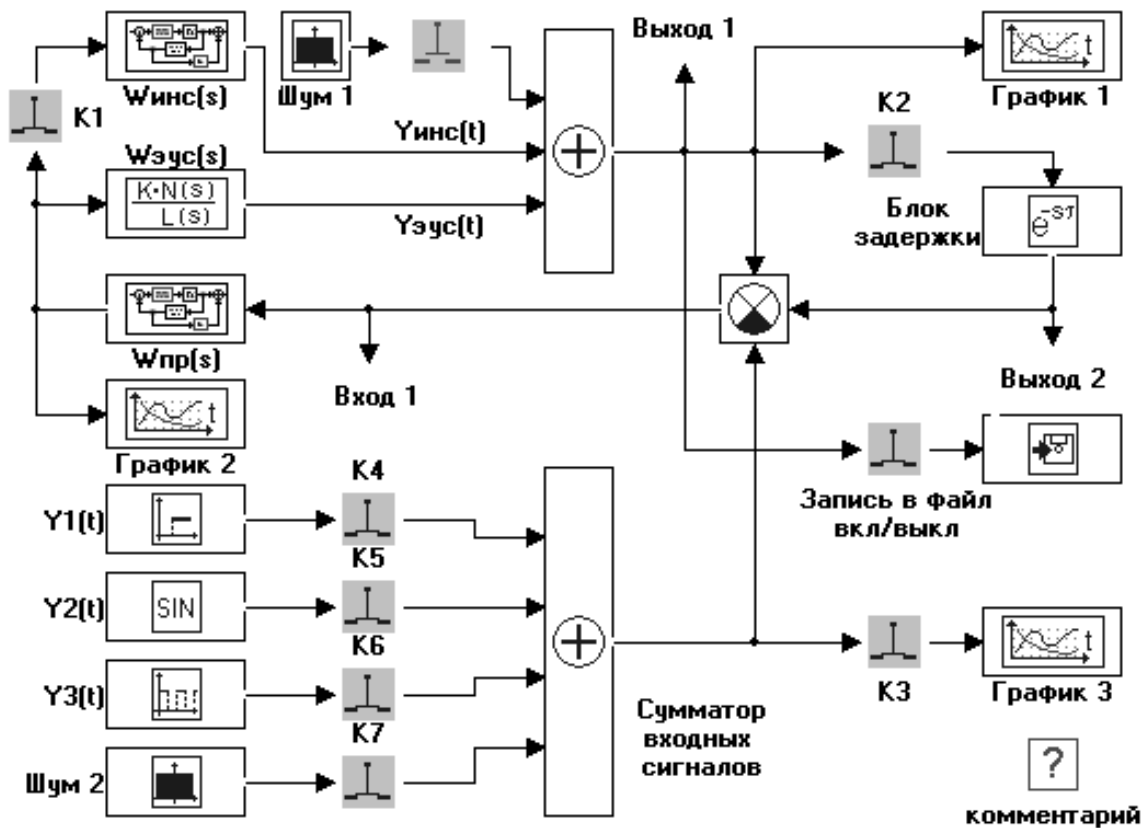 Выход 1
Wинс(s)
Шум 1
График 1
К1
К2
Yинс(t)
Wэус(s)
K·N(S)
L(S)
Yэус(t)
Блок
задержки
e-sτ
Wпр(s)
Вход 1
Выход 2
t
График 2
t
К4
Запись в файл
вкл/выкл
Y1(t)
К5
Y2(t)
SIN
К6
t
Y3(t)
К3
График 3
К7
Сумматор
входных
сигналов
Шум 2
?
комментарий